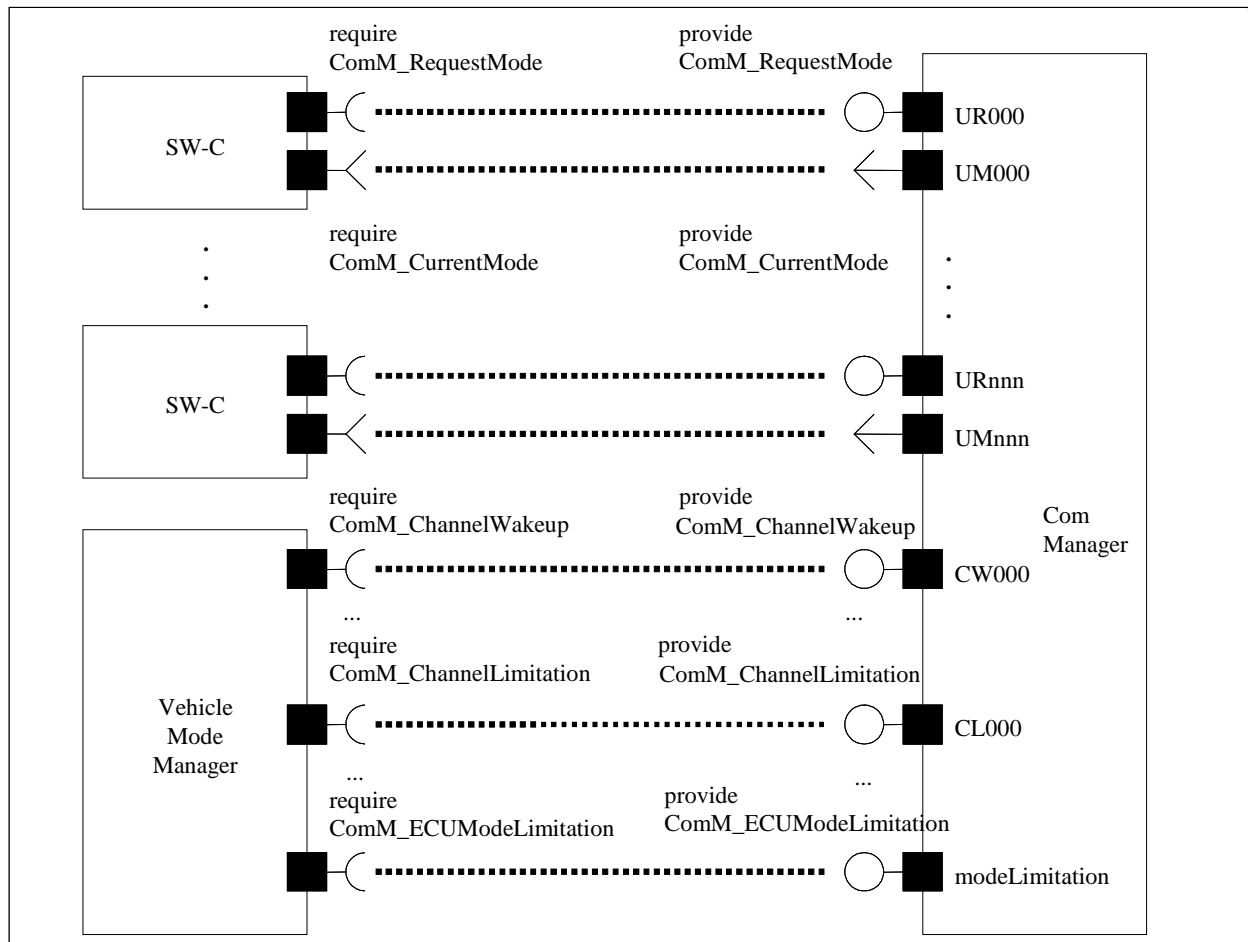 require
ComM_RequestMode
provide
ComM_RequestMode
SW-C
UR000
UM000
require
ComM_CurrentMode
provide
ComM_CurrentMode
SW-C
URnnn
UMnnn
require
ComM_ChannelWakeup
provide
ComM_ChannelWakeup
Com
Manager
CW000
...
...
require
ComM_ChannelLimitation
provide
ComM_ChannelLimitation
Vehicle
Mode
Manager
CL000
...
...
require
ComM_ECUModeLimitation
provide
ComM_ECUModeLimitation
modeLimitation